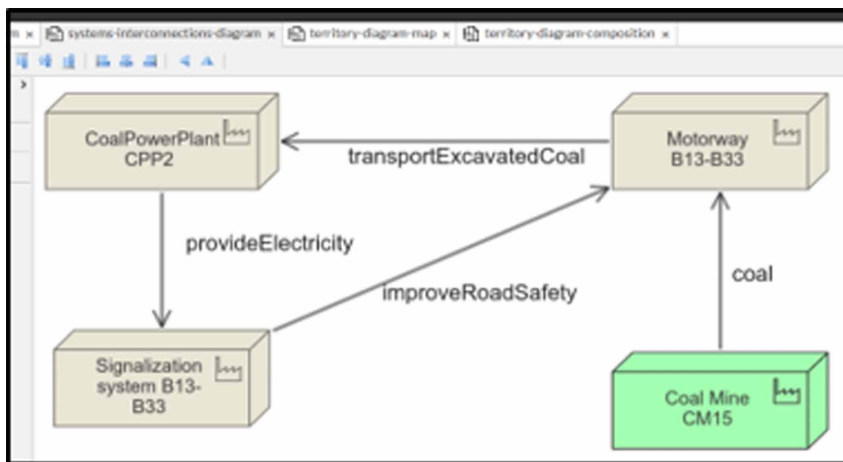 systems-interconnections-diagram
territory-diagram-map
territory-diagram-composition
CoalPowerPlant
CPP2
transportExcavatedCoal
Motorway
B13-B33
provideElectricity
improveRoadSafety
coal
Signalization
system B13-
B33
Coal Mine
CM15